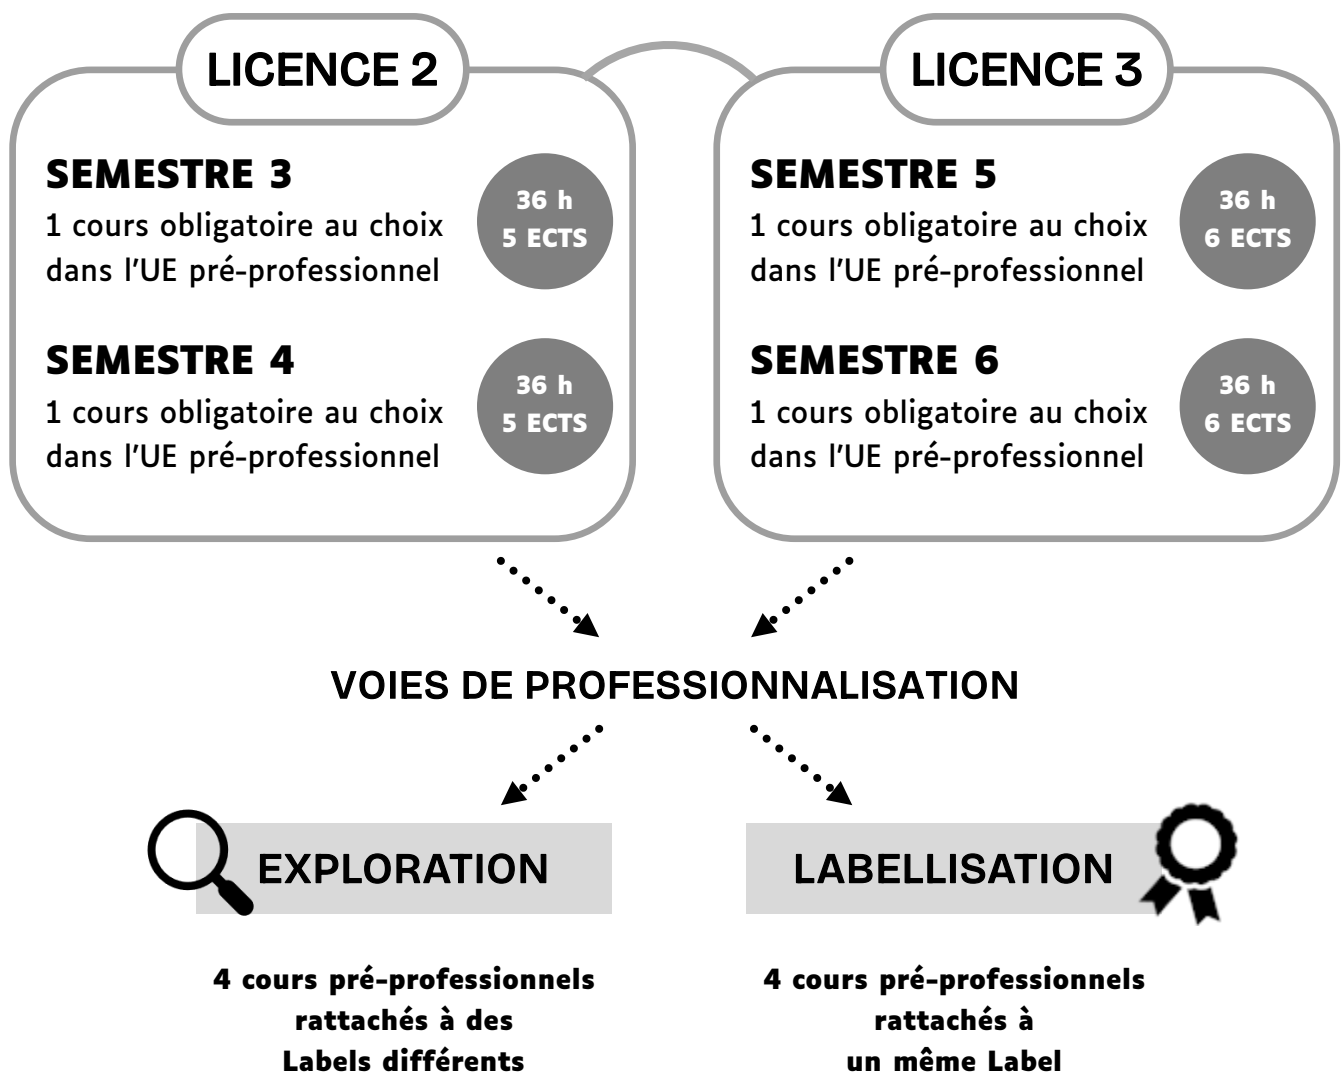 LICENCE 2
SEMESTRE 3
1 cours obligatoire au choix
dans l'UE pré-professionnel
36 h
5 ECTS
SEMESTRE 4
1 cours obligatoire au choix
dans l'UE pré-professionnel
36 h
5 ECTS
LICENCE 3
SEMESTRE 5
1 cours obligatoire au choix
dans l'UE pré-professionnel
36 h
6 ECTS
SEMESTRE 6
1 cours obligatoire au choix
dans l'UE pré-professionnel
36 h
6 ECTS
VOIES DE PROFESSIONNALISATION
EXPLORATION
4 cours pré-professionnels
rattachés à des
Labels différents
LABELLISATION
4 cours pré-professionnels
rattachés à
un même Label